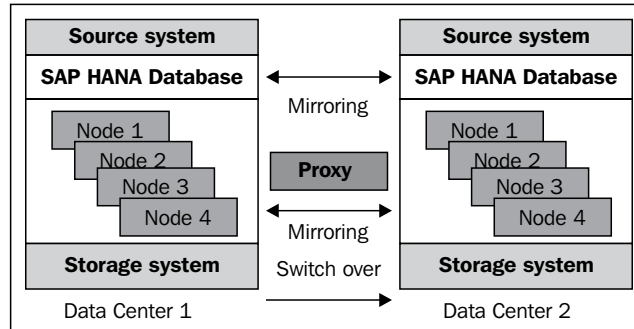 Source system
SAP HANA Database
Node 1
Node 2
Node 3
Node 4
Storage system
Data Center 1
Mirroring
Proxy
Mirroring
Switch over
Source system
SAP HANA Database
Node 1
Node 2
Node 3
Node 4
Storage system
Data Center 2